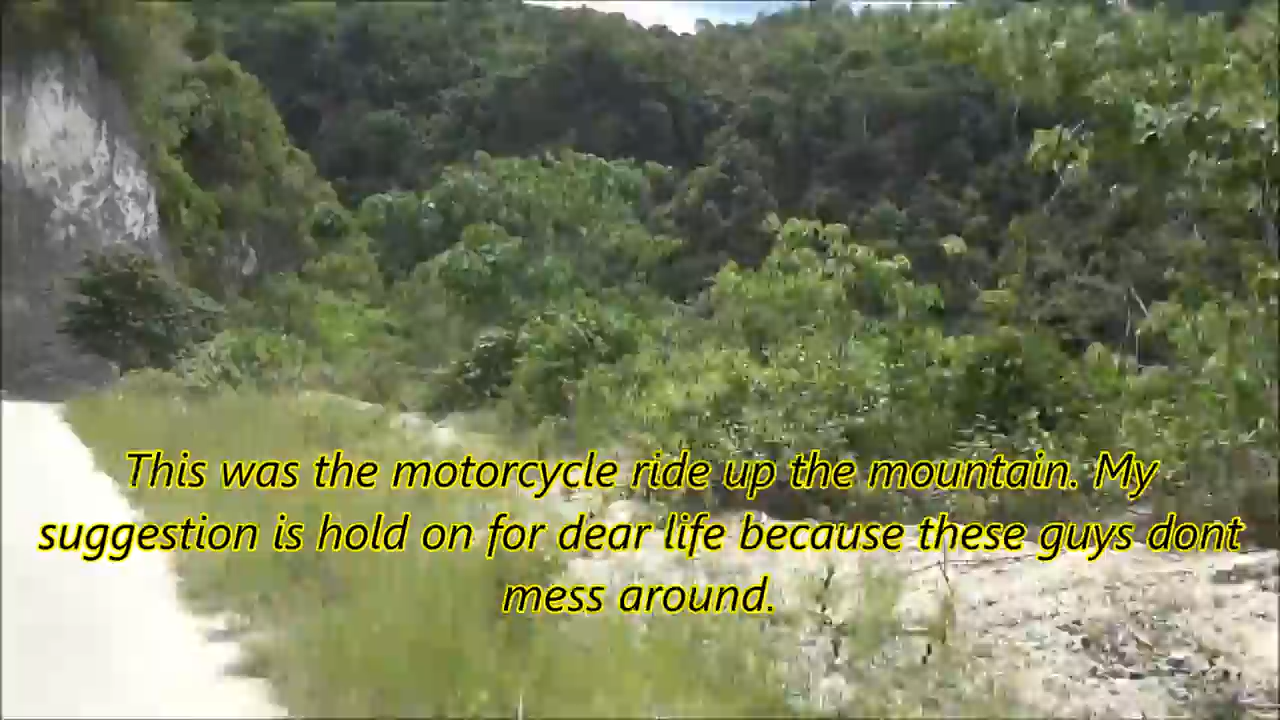 This was the motorcycle ride up the mountain. My
suggestion is hold on for dear life because these guys dont
mess around.